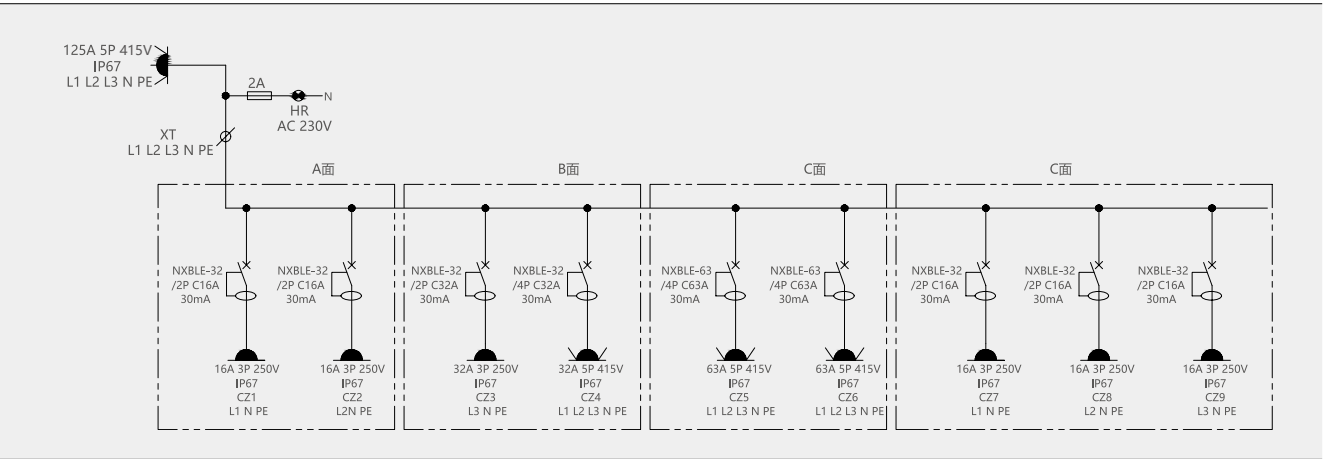 125A 5P 415V
IP67
L1 L2 L3 N PE
2A
N
HR
AC 230V
XT
L1 L2 L3 N PE
A面
B面
C面
C面
NXBLE-32
/2P C16A
30mA
NXBLE-32
/2P C16A
30mA
NXBLE-32
/2P C32A
30mA
NXBLE-32
/4P C32A
30mA
NXBLE-63
/4P C63A
30mA
NXBLE-63
/4P C63A
30mA
NXBLE-32
/2P C16A
30mA
NXBLE-32
/2P C16A
30mA
NXBLE-32
/2P C16A
30mA
16A 3P 250V
IP67
CZ1
L1 N PE
16A 3P 250V
IP67
CZ2
L2N PE
32A 3P 250V
IP67
CZ3
L3 N PE
32A 5P 415V
IP67
CZ4
L1 L2 L3 N PE
63A 5P 415V
IP67
CZ5
L1 L2 L3 N PE
63A 5P 415V
IP67
CZ6
L1 L2 L3 N PE
16A 3P 250V
IP67
CZ7
L1 N PE
16A 3P 250V
IP67
CZ8
L2 N PE
16A 3P 250V
IP67
CZ9
L3 N PE